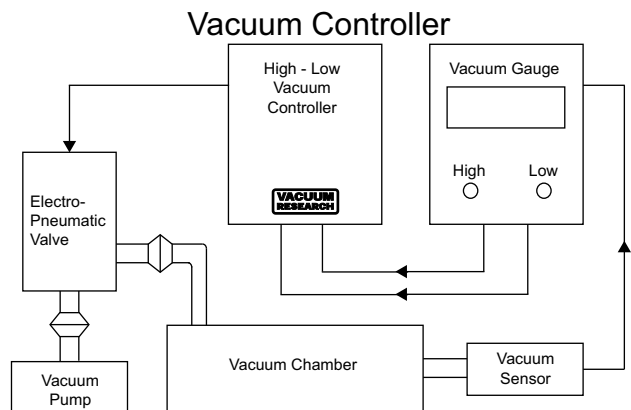 Vacuum Controller
High - Low
Vacuum
Controller
VACUUM
RESEARCH
Vacuum Gauge
High
Low
Electro-
Pneumatic
Valve
Vacuum
Pump
Vacuum Chamber
Vacuum
Sensor